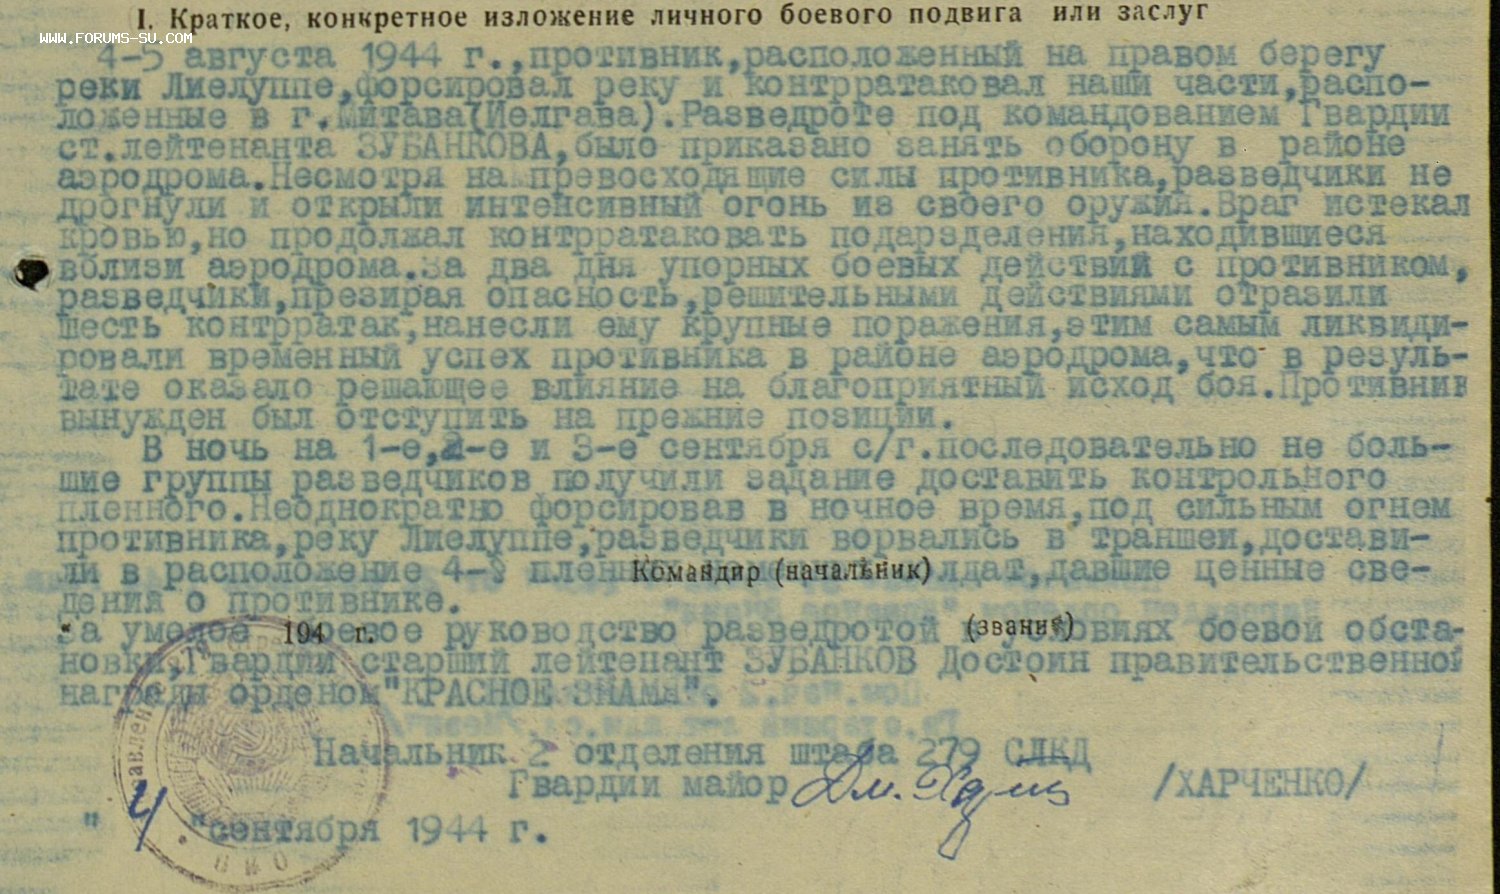 I. Краткое, конкретное изложение личного боевого подвига или заслуг
WWW.FORUMS-SU.COM
4-5 августа 1944 г.,противник,расположенный на правом берегу
реки Лиелуппе,форсировал реку и контрратаковал наши части,распо-
ложенные в г.Митава(Иелгава).Разведроте под командованием Гвардии
ст.лейтенанта ЗУБАНКОВА,было приказано занять оборону в районе
аэродрома.Несмотря на превосходящие силы противника,разведчики не
дрогнули и открыли интенсивный огонь из своего оружия.Враг истекал
кровью,но продолжал контрратаковать подарзделения,находившиеся
вблизи аэродрома.За два дня упорных боевых действий с противником,
разведчики,презирая опасность,решительными действиями отразили
шесть контрратак,нанесли ему крупные поражения,этим самым ликвиди-
ровали временный успех противника в районе аэродрома,что в резуль-
тате оказало решающее влияние на благоприятный исход боя.Противник
вынужден был отступить на прежние позиции.
В ночь на 1-е,2-е и 3-е сентября с/г.последовательно не боль-
шие группы разведчиков получили задание доставить контрольного
пленного.Неоднократно форсировав в ночное время,под сильным огнем
противника,реку Лиелуппе,разведчики ворвались в траншеи,достави-
ли в расположение Командир (начальник) давшие ценные све-
дения о противнике.
За умелое 194 г. руководство разведротой (звание) боевой обста-
новки,Гвардии старший лейтенант ЗУБАНКОВ Достоин правительственной
награды орденом"КРАСНОЕ ЗНАМЯ".
Начальник 2 отделения штаба 279 СДКД
Гвардии майор /ХАРЧЕНКО/
" 4 "сентября 1944 г.